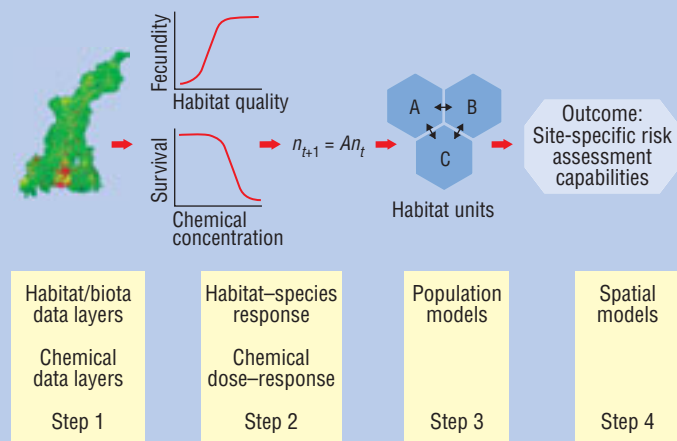 Fecundity
Habitat quality
Survival
Chemical
concentration
n_{t+1} = An_t
A
B
C
Habitat units
Outcome:
Site-specific risk
assessment
capabilities
Habitat/biota
data layers
Chemical
data layers
Step 1
Habitat–species
response
Chemical
dose–response
Step 2
Population
models
Step 3
Spatial
models
Step 4